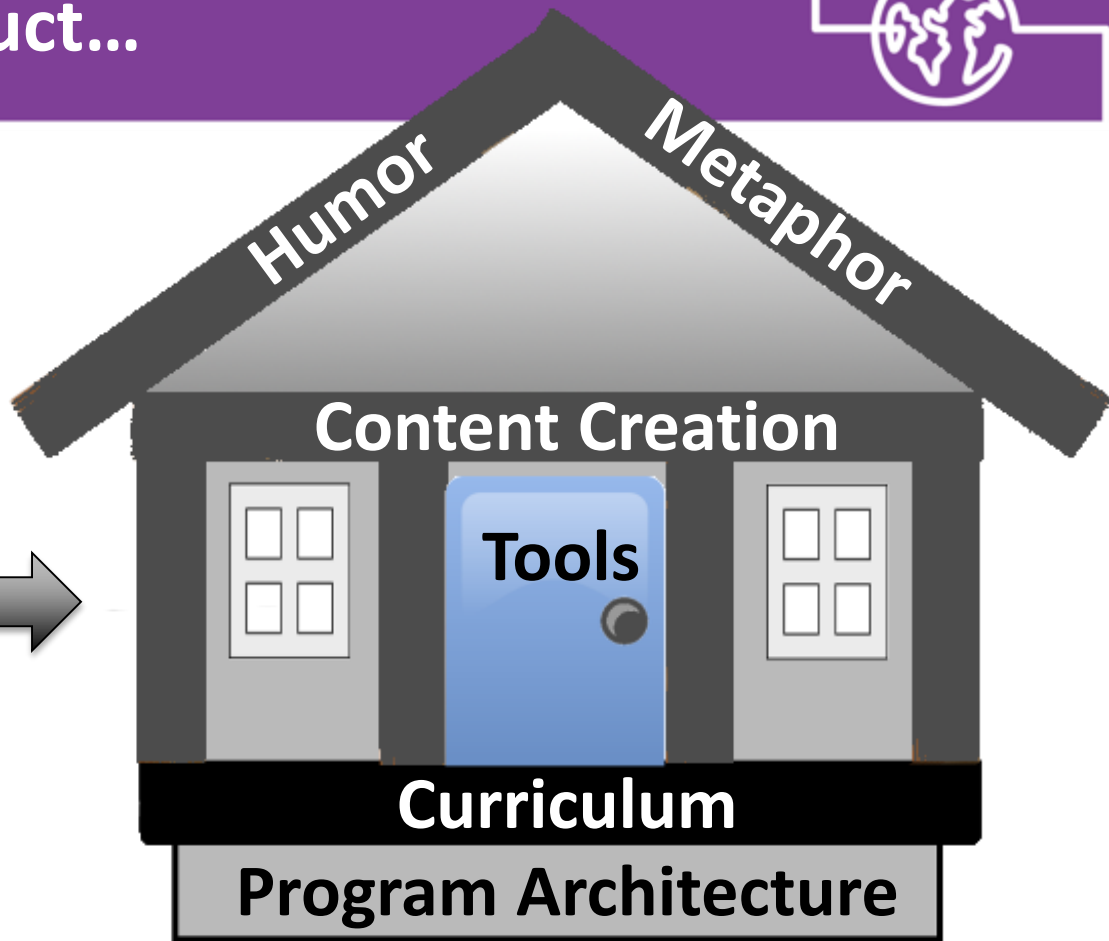 uct...
Humor
Metaphor
Content Creation
Tools
Curriculum
Program Architecture